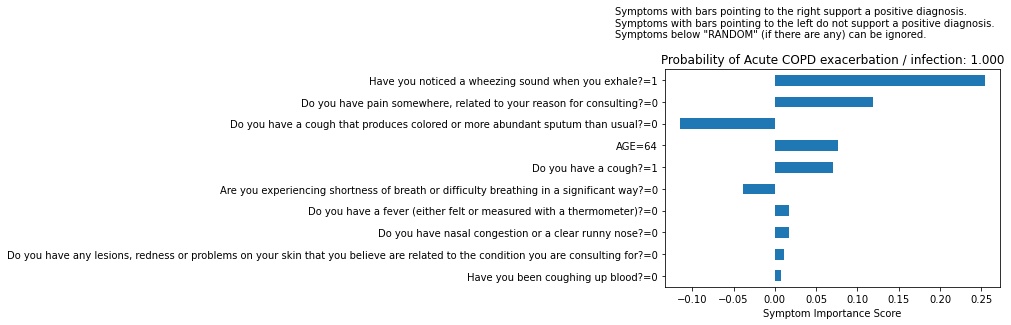 Symptoms with bars pointing to the right support a positive diagnosis.
Symptoms with bars pointing to the left do not support a positive diagnosis.
Symptoms below "RANDOM" (if there are any) can be ignored.
Probability of Acute COPD exacerbation / infection: 1.000
Have you noticed a wheezing sound when you exhale?=1
Do you have pain somewhere, related to your reason for consulting?=0
Do you have a cough that produces colored or more abundant sputum than usual?=0
AGE=64
Do you have a cough?=1
Are you experiencing shortness of breath or difficulty breathing in a significant way?=0
Do you have a fever (either felt or measured with a thermometer)?=0
Do you have nasal congestion or a clear runny nose?=0
Do you have any lesions, redness or problems on your skin that you believe are related to the condition you are consulting for?=0
Have you been coughing up blood?=0
−0.10 −0.05 0.00 0.05 0.10 0.15 0.20 0.25
Symptom Importance Score